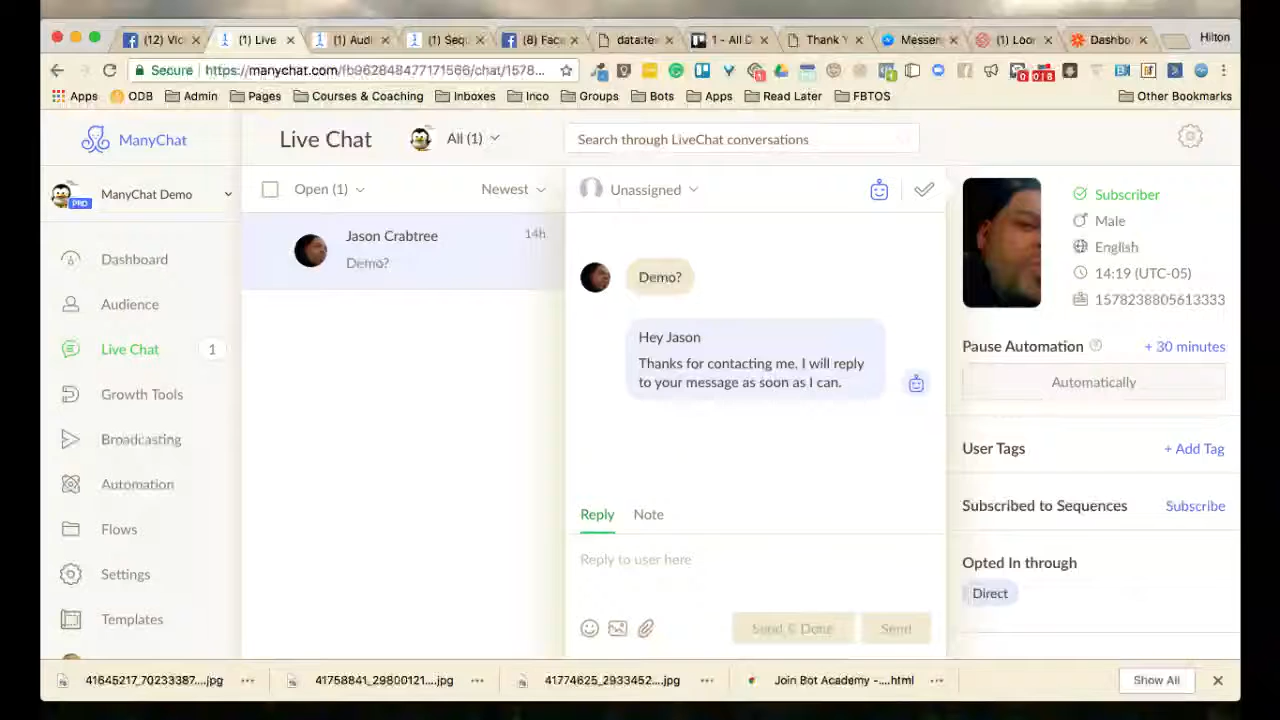 (12) Vic
(1) Live
(1) Audi
(1) Sequ
(8) Face
data:te
1 - All D
Thank Y
Messen
(1) Loon
Dashbo
Hilton
Secure
https://manychat.com/fb962848477171566/chat/1578...
Apps
ODB
Admin
Pages
Courses & Coaching
Inboxes
Inco
Groups
Bots
Apps
Read Later
FBTOS
Other Bookmarks
ManyChat
Live Chat
All (1)
Search through LiveChat conversations
PRO
ManyChat Demo
Open (1)
Newest
Unassigned
Dashboard
Audience
Live Chat
1
Growth Tools
Broadcasting
Automation
Flows
Settings
Templates
Jason Crabtree
14h
Demo?
Demo?
Hey Jason
Thanks for contacting me. I will reply
to your message as soon as I can.
Reply
Note
Reply to user here
Send & Done
Send
Subscriber
Male
English
14:19 (UTC-05)
1578238805613333
Pause Automation
+ 30 minutes
Automatically
User Tags
+ Add Tag
Subscribed to Sequences
Subscribe
Opted In through
Direct
41645217_70233387....jpg
41758841_29800121....jpg
41774625_2933452....jpg
Join Bot Academy -....html
Show All